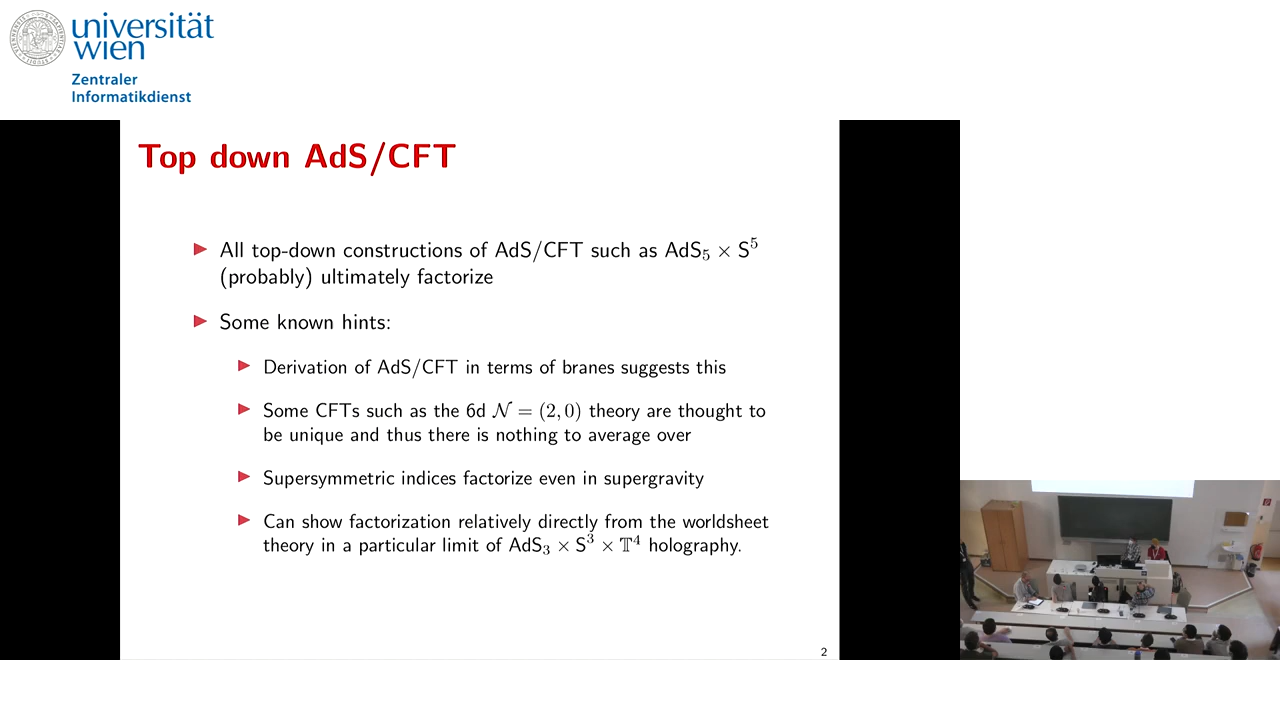 universität
wien
Zentraler
Informatikdienst
Top down AdS/CFT
▶ All top-down constructions of AdS/CFT such as AdS₅ × S⁵
(probably) ultimately factorize
▶ Some known hints:
▶ Derivation of AdS/CFT in terms of branes suggests this
▶ Some CFTs such as the 6d 𝒩 = (2, 0) theory are thought to
be unique and thus there is nothing to average over
▶ Supersymmetric indices factorize even in supergravity
▶ Can show factorization relatively directly from the worldsheet
theory in a particular limit of AdS₃ × S³ × 𝕋⁴ holography.
2